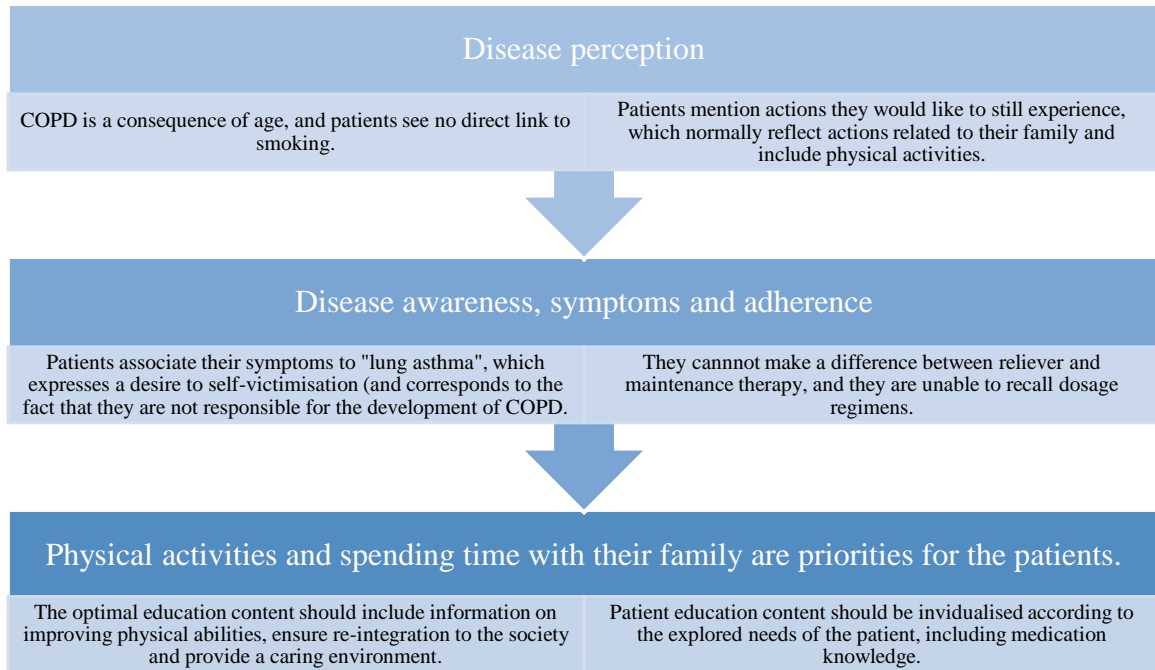 Disease perception
COPD is a consequence of age, and patients see no direct link to
smoking.
Patients mention actions they would like to still experience,
which normally reflect actions related to their family and
include physical activities.
Disease awareness, symptoms and adherence
Patients associate their symptoms to "lung asthma", which
expresses a desire to self-victimisation (and corresponds to the
fact that they are not responsible for the development of COPD.
They cannnot make a difference between reliever and
maintenance therapy, and they are unable to recall dosage
regimens.
Physical activities and spending time with their family are priorities for the patients.
The optimal education content should include information on
improving physical abilities, ensure re-integration to the society
and provide a caring environment.
Patient education content should be invidualised according to
the explored needs of the patient, including medication
knowledge.